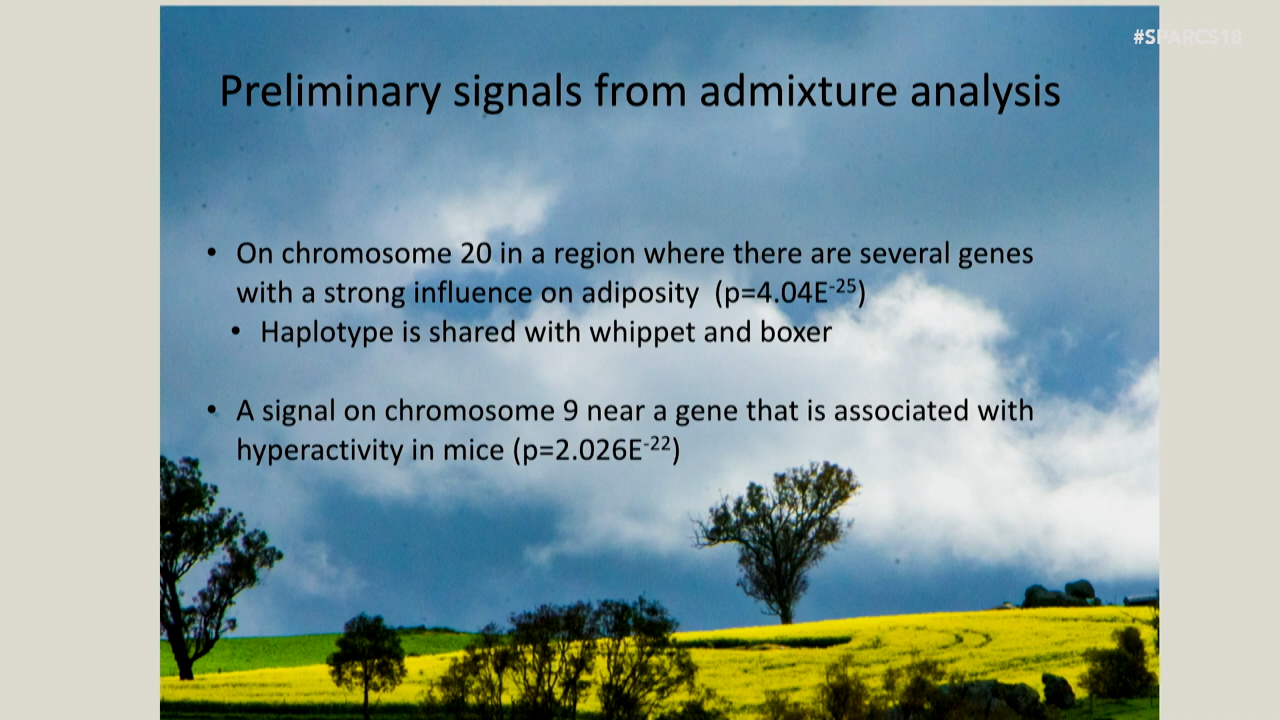 #SPARCS18
Preliminary signals from admixture analysis
• On chromosome 20 in a region where there are several genes
with a strong influence on adiposity (p=4.04E⁻²⁵)
• Haplotype is shared with whippet and boxer
• A signal on chromosome 9 near a gene that is associated with
hyperactivity in mice (p=2.026E⁻²²)